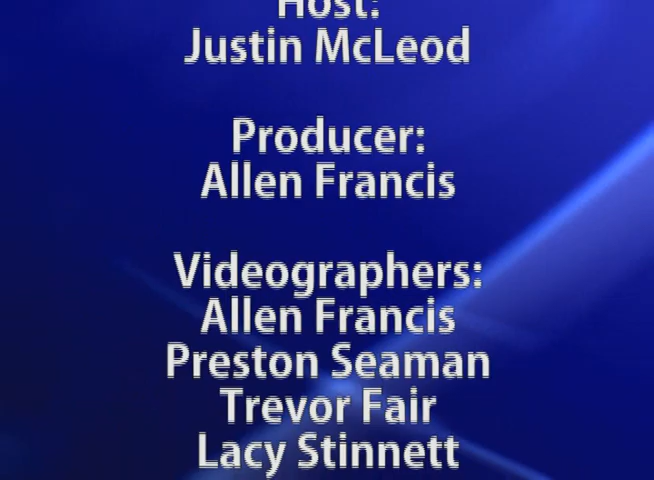 Host:
Justin McLeod
Producer:
Allen Francis
Videographers:
Allen Francis
Preston Seaman
Trevor Fair
Lacy Stinnett